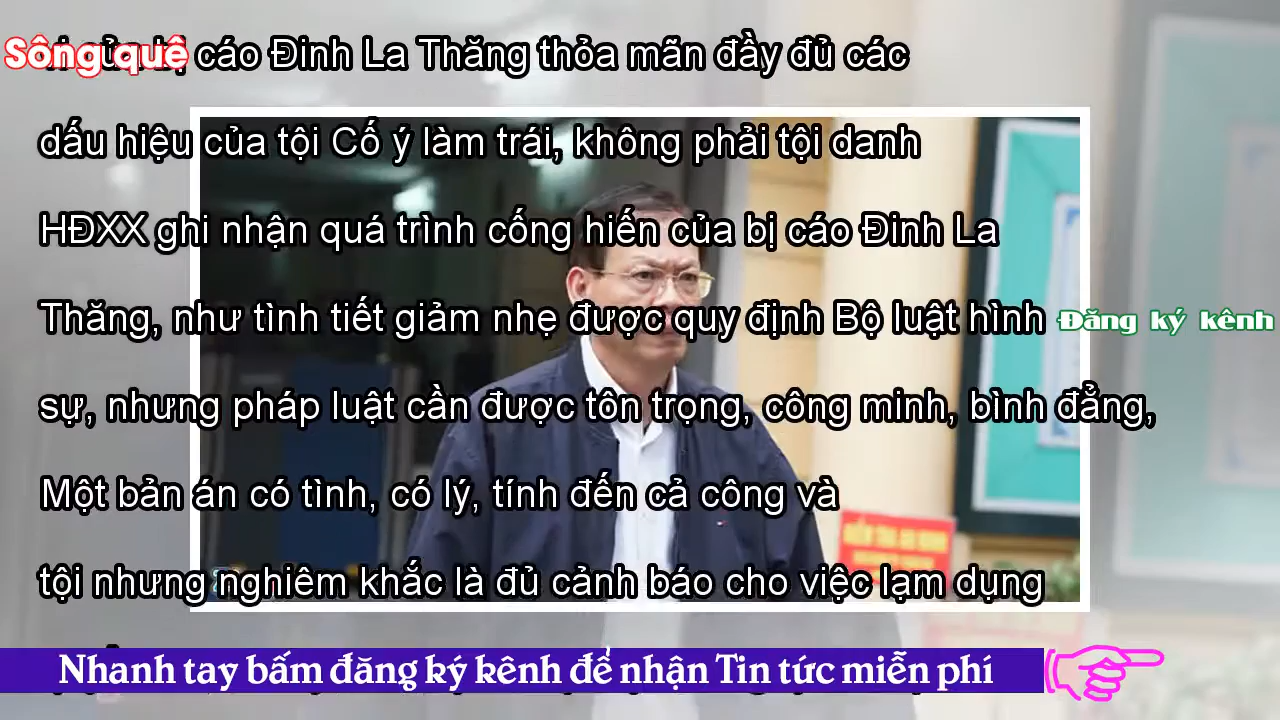 Sông quê
cáo Đinh La Thăng thỏa mãn đầy đủ các
dấu hiệu của tội Cố ý làm trái, không phải tội danh
HĐXX ghi nhận quá trình cống hiến của bị cáo Đinh La
Thăng, như tình tiết giảm nhẹ được quy định Bộ luật hình
Đăng ký kênh
sự, nhưng pháp luật cần được tôn trọng, công minh, bình đẳng,
Một bản án có tình, có lý, tính đến cả công và
tội nhưng nghiêm khắc là đủ cảnh báo cho việc lạm dụng
Nhanh tay bấm đăng ký kênh để nhận Tin tức miễn phí